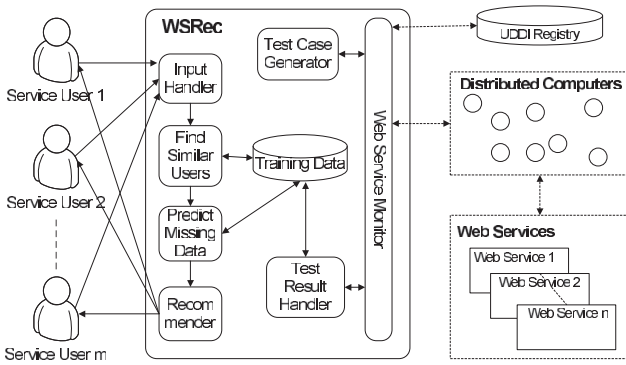 WSRec
Service User 1
Service User 2
Service User m
Input
Handler
Find
Similar
Users
Predict
Missing
Data
Recom
mender
Test Case
Generator
Training Data
Test
Result
Handler
Web Service Monitor
UDDI Registry
Distributed Computers
Web Services
Web Service 1
Web Service 2
Web Service n